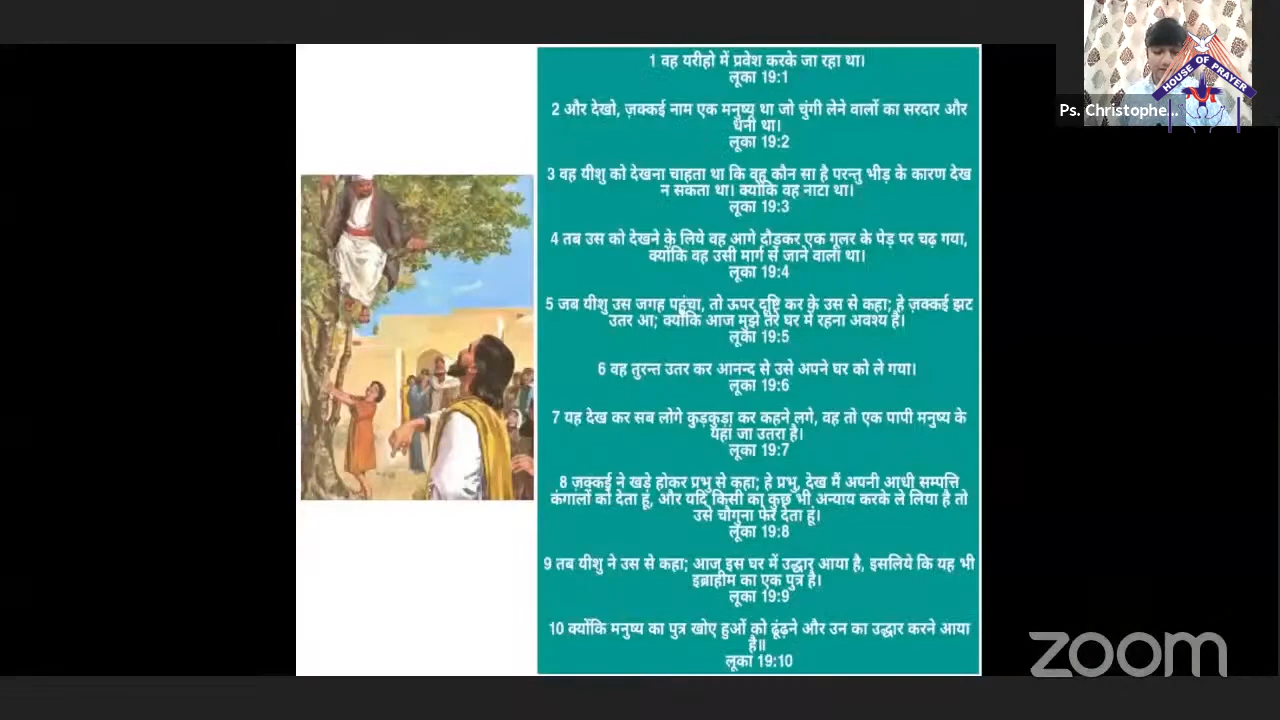 1 वह यरीहो में प्रवेश करके जा रहा था।
लूका 19:1
2 और देखो, ज़क्कई नाम एक मनुष्य था जो चुंगी लेने वालों का सरदार और
धनी था।
लूका 19:2
3 वह यीशु को देखना चाहता था कि वह कौन सा है परन्तु भीड़ के कारण देख
न सकता था। क्योंकि वह नाटा था।
लूका 19:3
4 तब उस को देखने के लिये वह आगे दौड़कर एक गूलर के पेड़ पर चढ़ गया,
क्योंकि वह उसी मार्ग से जाने वाला था।
लूका 19:4
5 जब यीशु उस जगह पहुंचा, तो ऊपर दृष्टि कर के उस से कहा; हे ज़क्कई झट
उतर आ; क्योंकि आज मुझे तेरे घर में रहना अवश्य है।
लूका 19:5
6 वह तुरन्त उतर कर आनन्द से उसे अपने घर को ले गया।
लूका 19:6
7 यह देख कर सब लोगे कुड़कुड़ा कर कहने लगे, वह तो एक पापी मनुष्य के
यहां जा उतरा है।
लूका 19:7
8 ज़क्कई ने खड़े होकर प्रभु से कहा; हे प्रभु, देख मैं अपनी आधी सम्पत्ति
कंगालों को देता हूं, और यदि किसी का कुछ भी अन्याय करके ले लिया है तो
उसे चौगुना फेर देता हूं।
लूका 19:8
9 तब यीशु ने उस से कहा; आज इस घर में उद्धार आया है, इसलिये कि यह भी
इब्राहीम का एक पुत्र है।
लूका 19:9
10 क्योंकि मनुष्य का पुत्र खोए हुओं को ढूंढ़ने और उन का उद्धार करने आया
है॥
लूका 19:10
HOUSE OF PRAYER
Ps. Christophe...
zoom